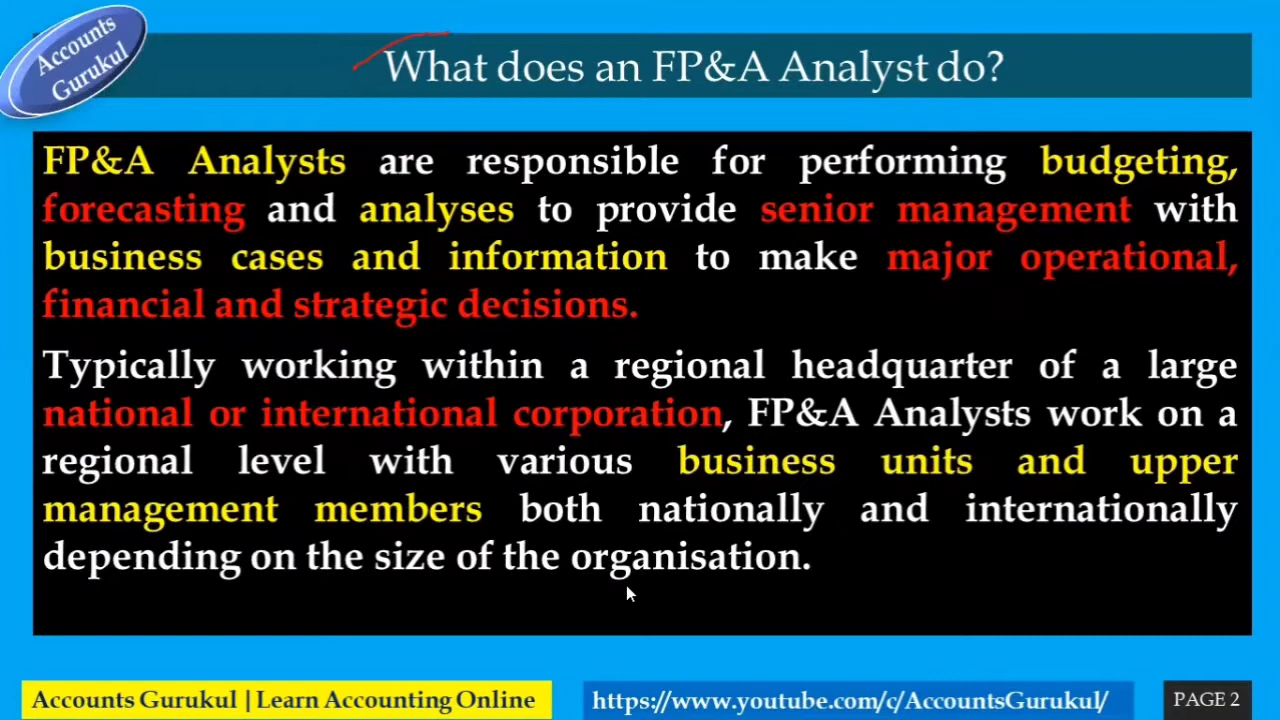 Accounts
Gurukul
What does an FP&A Analyst do?
FP&A Analysts are responsible for performing budgeting,
forecasting and analyses to provide senior management with
business cases and information to make major operational,
financial and strategic decisions.
Typically working within a regional headquarter of a large
national or international corporation, FP&A Analysts work on a
regional level with various business units and upper
management members both nationally and internationally
depending on the size of the organisation.
Accounts Gurukul | Learn Accounting Online
https://www.youtube.com/c/AccountsGurukul/
PAGE 2